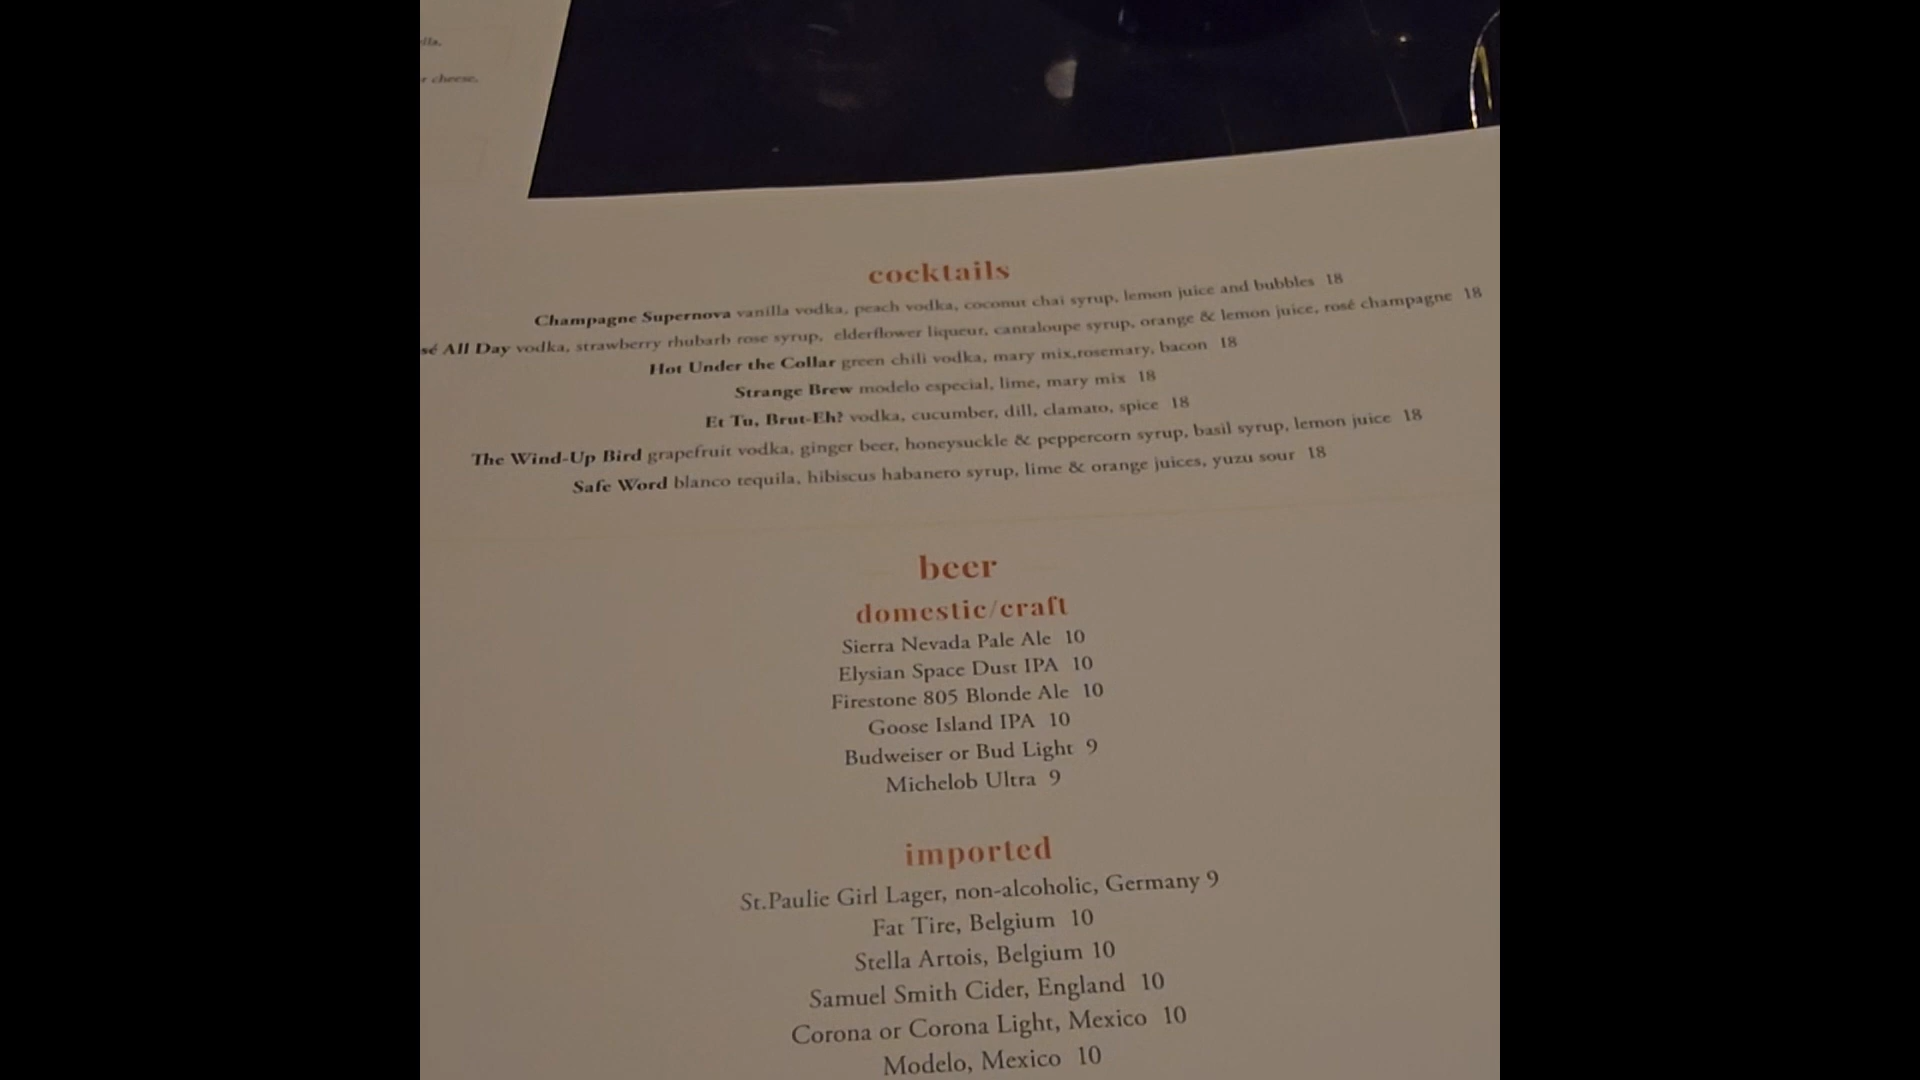 lla.
r cheese.
cocktails
Champagne Supernova vanilla vodka, peach vodka, coconut chai syrup, lemon juice and bubbles 18
sé All Day vodka, strawberry rhubarb rose syrup, elderflower liqueur, cantaloupe syrup, orange & lemon juice, rosé champagne 18
Hot Under the Collar green chili vodka, mary mix,rosemary, bacon 18
Strange Brew modelo especial, lime, mary mix 18
Et Tu, Brut-Eh? vodka, cucumber, dill, clamato, spice 18
The Wind-Up Bird grapefruit vodka, ginger beer, honeysuckle & peppercorn syrup, basil syrup, lemon juice 18
Safe Word blanco tequila, hibiscus habanero syrup, lime & orange juices, yuzu sour 18
beer
domestic/craft
Sierra Nevada Pale Ale 10
Elysian Space Dust IPA 10
Firestone 805 Blonde Ale 10
Goose Island IPA 10
Budweiser or Bud Light 9
Michelob Ultra 9
imported
St.Paulie Girl Lager, non-alcoholic, Germany 9
Fat Tire, Belgium 10
Stella Artois, Belgium 10
Samuel Smith Cider, England 10
Corona or Corona Light, Mexico 10
Modelo, Mexico 10